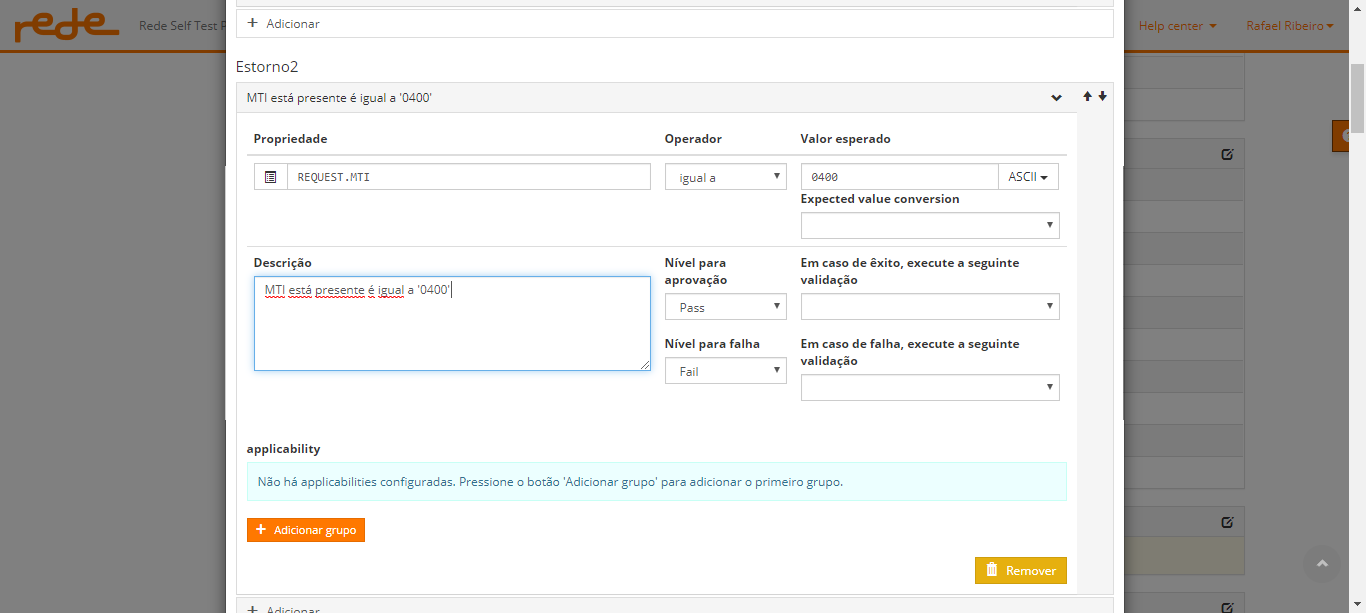 rede
Rede Self Test
Help center
Rafael Ribeiro
+ Adicionar
Estorno2
MTI está presente é igual a '0400'
Propriedade
Operador
Valor esperado
REQUEST.MTI
igual a
0400
ASCII
Expected value conversion
Descrição
MTI está presente é igual a '0400'
Nível para
aprovação
Pass
Em caso de êxito, execute a seguinte
validação
Nível para falha
Fail
Em caso de falha, execute a seguinte
validação
applicability
Não há applicabilities configuradas. Pressione o botão 'Adicionar grupo' para adicionar o primeiro grupo.
+ Adicionar grupo
Remover
+ Adicionar